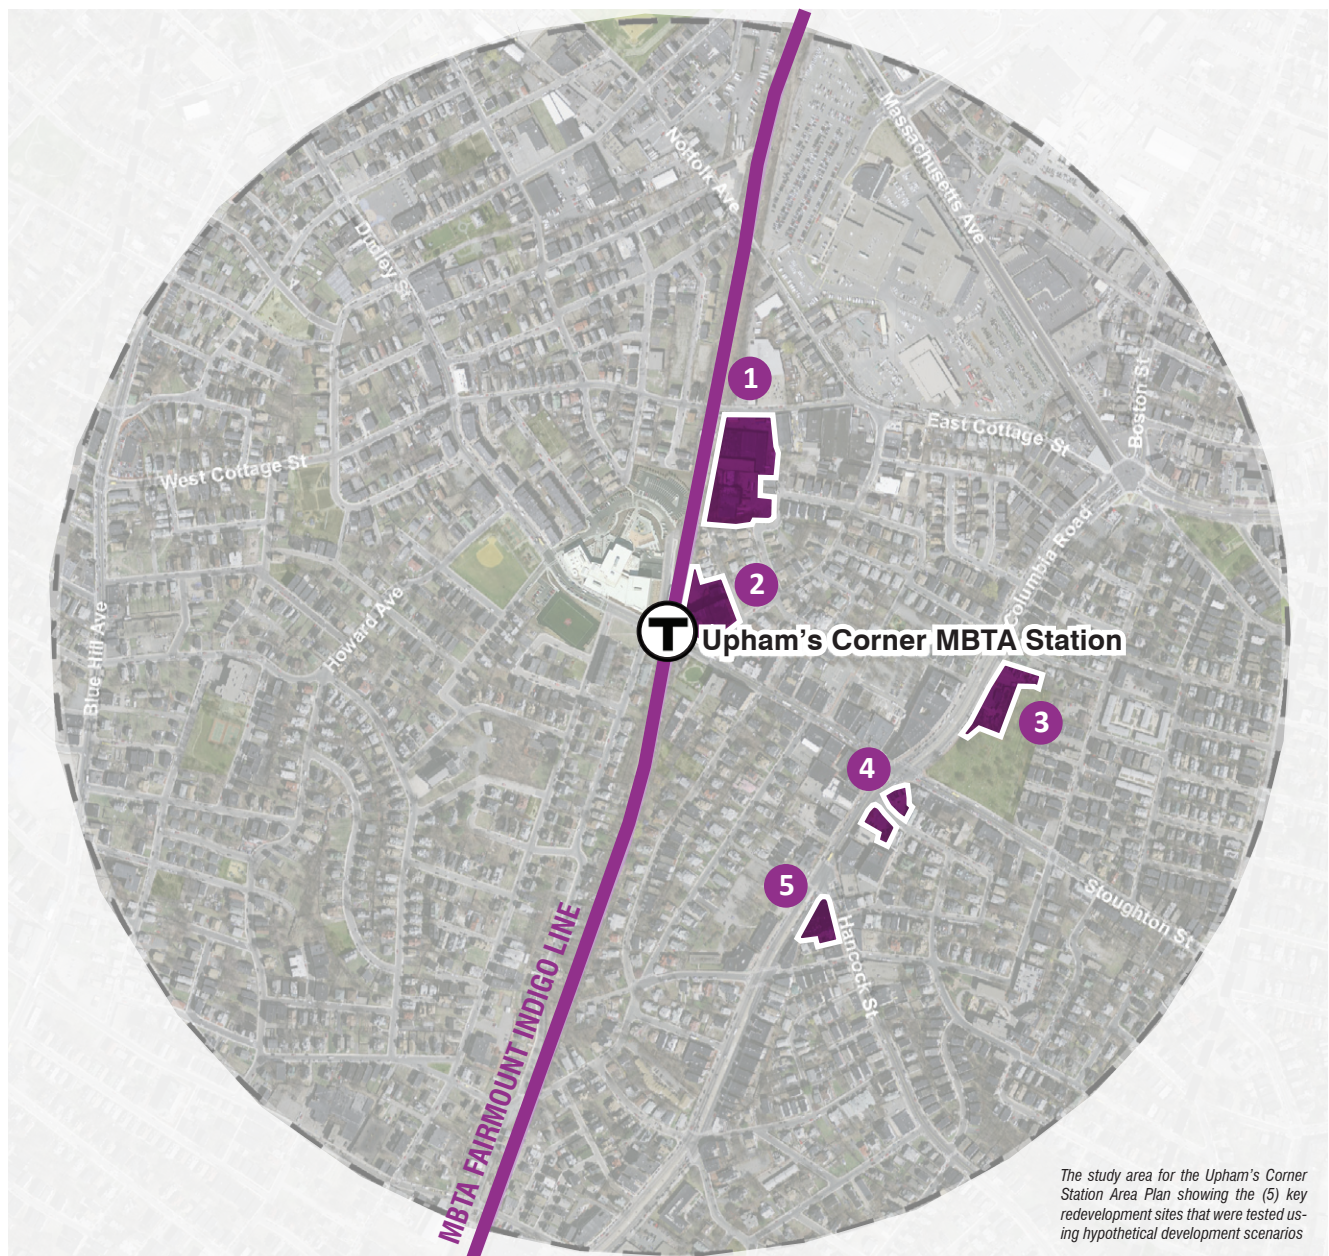 Norfolk Ave
Massachusetts Ave
Dudley St
1
Boston St
East Cottage St
West Cottage St
Columbia Road
2
T
Upham's Corner MBTA Station
Howard Ave
Blue Hill Ave
3
4
5
Stoughton St
Hancock St
MBTA FAIRMOUNT INDIGO LINE
The study area for the Upham's Corner
Station Area Plan showing the (5) key
redevelopment sites that were tested us-
ing hypothetical development scenarios